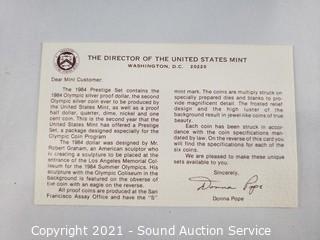 THE DIRECTOR OF THE UNITED STATES MINT
WASHINGTON, D.C. 20220
Dear Mint Customer:
The 1984 Prestige Set contains the
1984 Olympic silver proof dollar, the second
Olympic silver coin ever to be produced by
the United States Mint, as well as a proof
half dollar, quarter, dime, nickel and one
cent coin. This is the second year that the
United States Mint has offered a Prestige
Set, a package designed especially for the
Olympic Coin Program.
The 1984 dollar was designed by Mr.
Robert Graham, an American sculptor who
is creating a sculpture to be placed at the
entrance of the Los Angeles Memorial Col-
iseum for the 1984 Summer Olympics. His
sculpture with the Olympic Coliseum in the
background is featured on the obverse of
the coin with an eagle on the reverse.
All proof coins are produced at the San
Francisco Assay Office and have the "S"
mint mark. The coins are multiply struck on
specially prepared dies and blanks to pro-
vide magnificent detail. The frosted relief
design and the high luster of the
background result in jewel-like coins of true
beauty.
Each coin has been struck in accor-
dance with the coin specifications man-
dated by law. On the reverse of this card you
will find the specifications for each of the
six coins.
We are pleased to make these unique
sets available to you.
Sincerely,
Donna Pope
Donna Pope
Copyright 2021 - Sound Auction Service